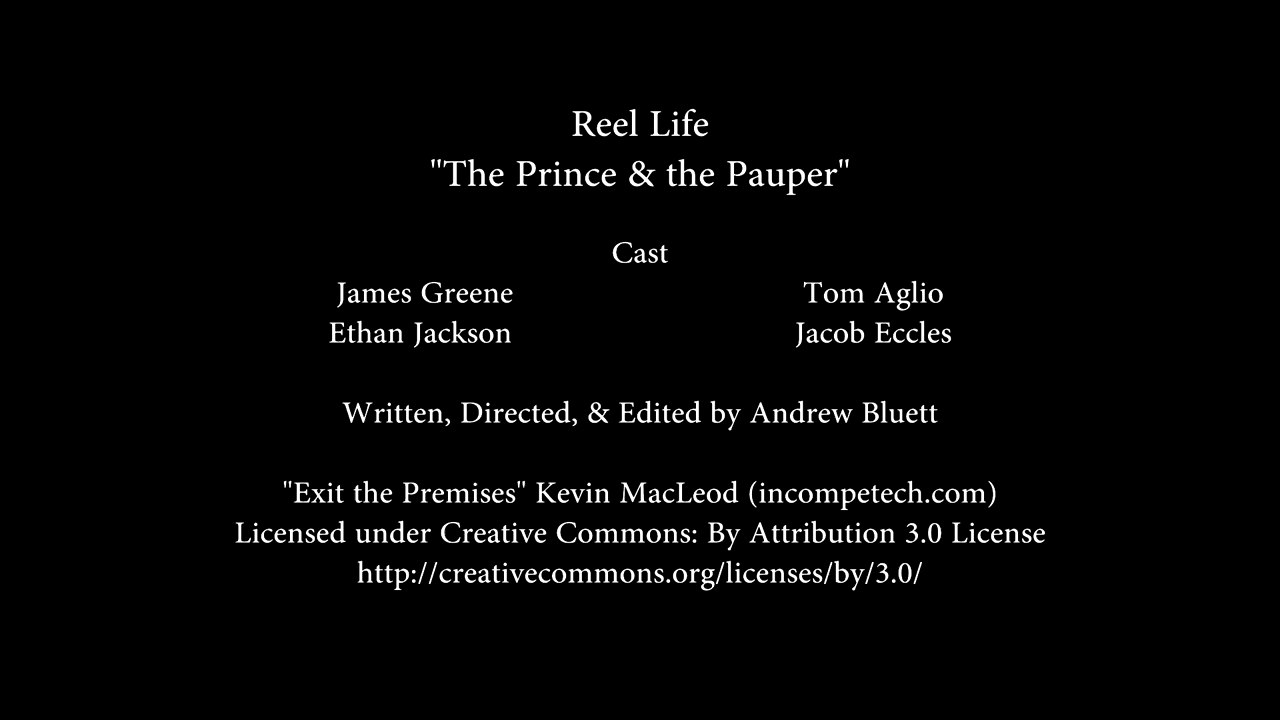 Reel Life
"The Prince & the Pauper"
Cast
James Greene Tom Aglio
Ethan Jackson Jacob Eccles
Written, Directed, & Edited by Andrew Bluett
"Exit the Premises" Kevin MacLeod (incompetech.com)
Licensed under Creative Commons: By Attribution 3.0 License
http://creativecommons.org/licenses/by/3.0/